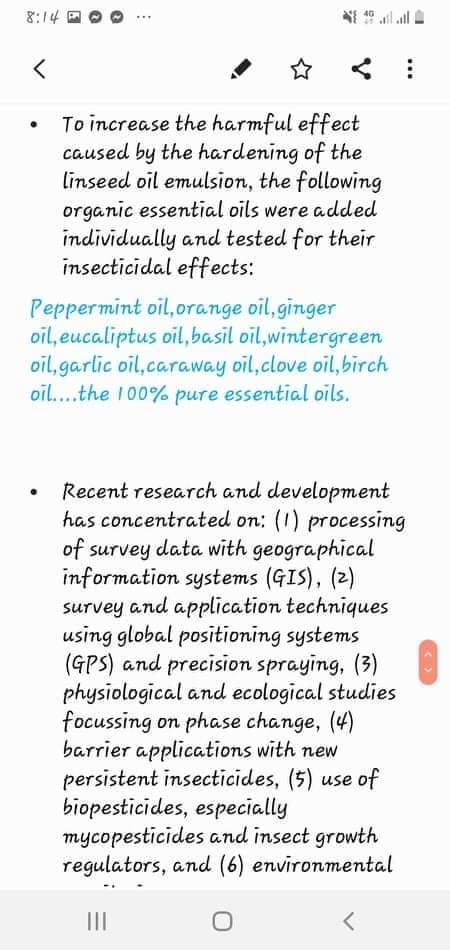 8:14 ...
4G
• To increase the harmful effect
caused by the hardening of the
linseed oil emulsion, the following
organic essential oils were added
individually and tested for their
insecticidal effects:
Peppermint oil,orange oil,ginger
oil,eucaliptus oil,basil oil,wintergreen
oil,garlic oil,caraway oil,clove oil,birch
oil....the 100% pure essential oils.
• Recent research and development
has concentrated on: (1) processing
of survey data with geographical
information systems (GIS), (2)
survey and application techniques
using global positioning systems
(GPS) and precision spraying, (3)
physiological and ecological studies
focussing on phase change, (4)
barrier applications with new
persistent insecticides, (5) use of
biopesticides, especially
mycopesticides and insect growth
regulators, and (6) environmental